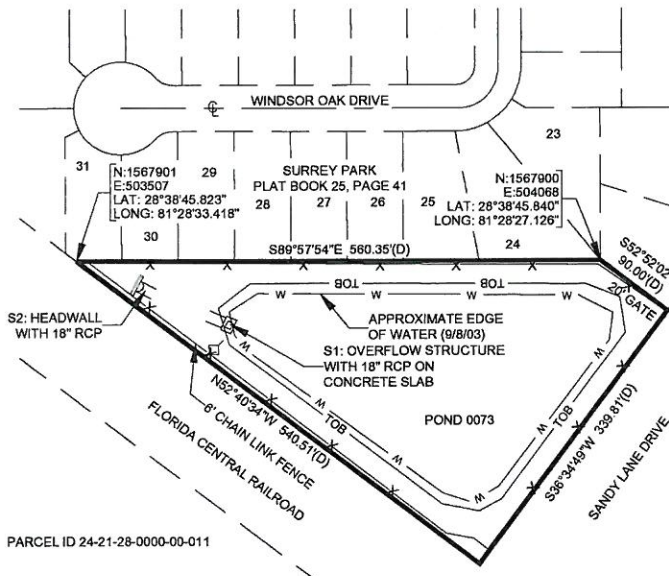 WINDSOR OAK DRIVE
23
31
N:1567901
E:503507
LAT: 28°38'45.823"
LONG: 81°28'33.418"
29
SURREY PARK
PLAT BOOK 25, PAGE 41
28
27
26
25
N:1567900
E:504068
LAT: 28°38'45.840"
LONG: 81°28'27.126"
30
24
S89°57'54"E 560.35'(D)
S52°52'02
90.00'(D)
20' GATE
TOB
TOB
W
W
W
W
S2: HEADWALL
WITH 18" RCP
APPROXIMATE EDGE
OF WATER (9/8/03)
S1: OVERFLOW STRUCTURE
WITH 18" RCP ON
CONCRETE SLAB
W
W
W
TOB
POND 0073
TOB
W
W
W
N52°40'34"W 540.51'(D)
6' CHAIN LINK FENCE
FLORIDA CENTRAL RAILROAD
S36°34'49"W 339.81'(D)
SANDY LANE DRIVE
PARCEL ID 24-21-28-0000-00-011